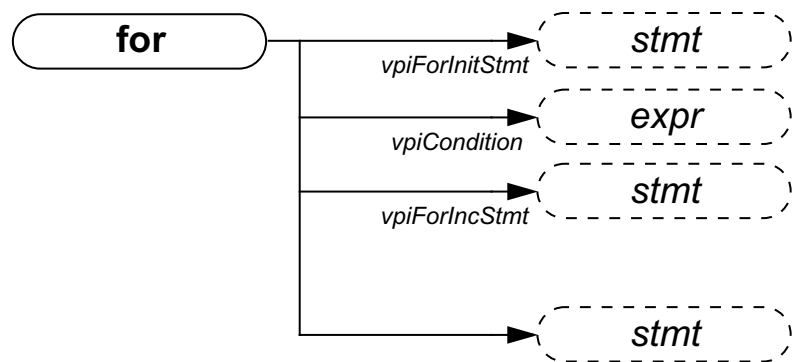 for
stmt
vpiForInitStmt
expr
vpiCondition
stmt
vpiForIncStmt
stmt